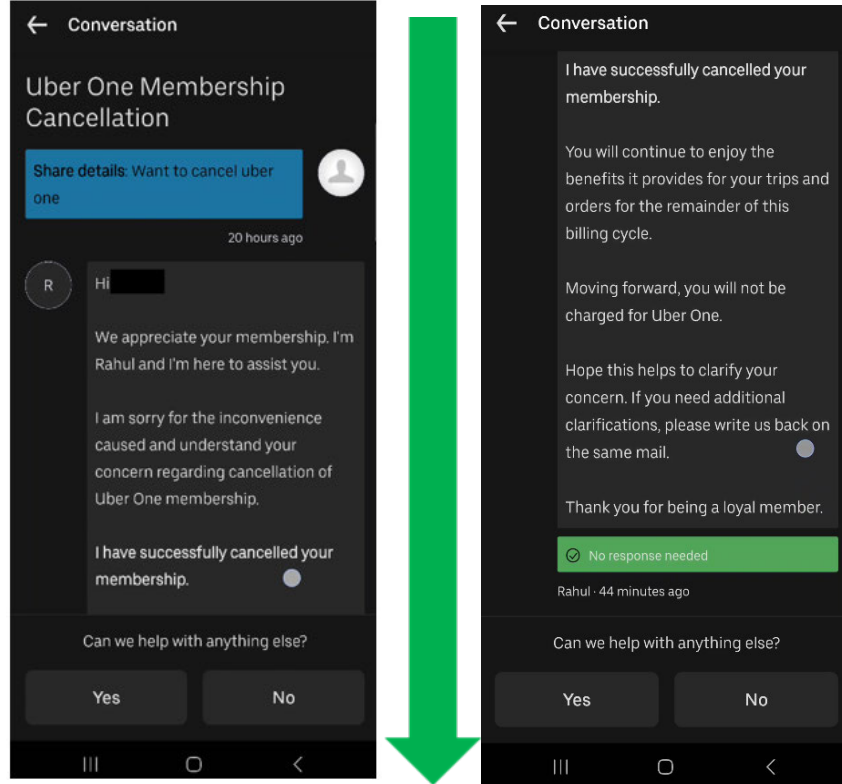 Conversation
Uber One Membership
Cancellation
Share details: Want to cancel uber
one
20 hours ago
R
Hi
We appreciate your membership. I'm
Rahul and I'm here to assist you.
I am sorry for the inconvenience
caused and understand your
concern regarding cancellation of
Uber One membership.
I have successfully cancelled your
membership.
Can we help with anything else?
Yes
No
Conversation
I have successfully cancelled your
membership.
You will continue to enjoy the
benefits it provides for your trips and
orders for the remainder of this
billing cycle.
Moving forward, you will not be
charged for Uber One.
Hope this helps to clarify your
concern. If you need additional
clarifications, please write us back on
the same mail.
Thank you for being a loyal member.
No response needed
Rahul · 44 minutes ago
Can we help with anything else?
Yes
No